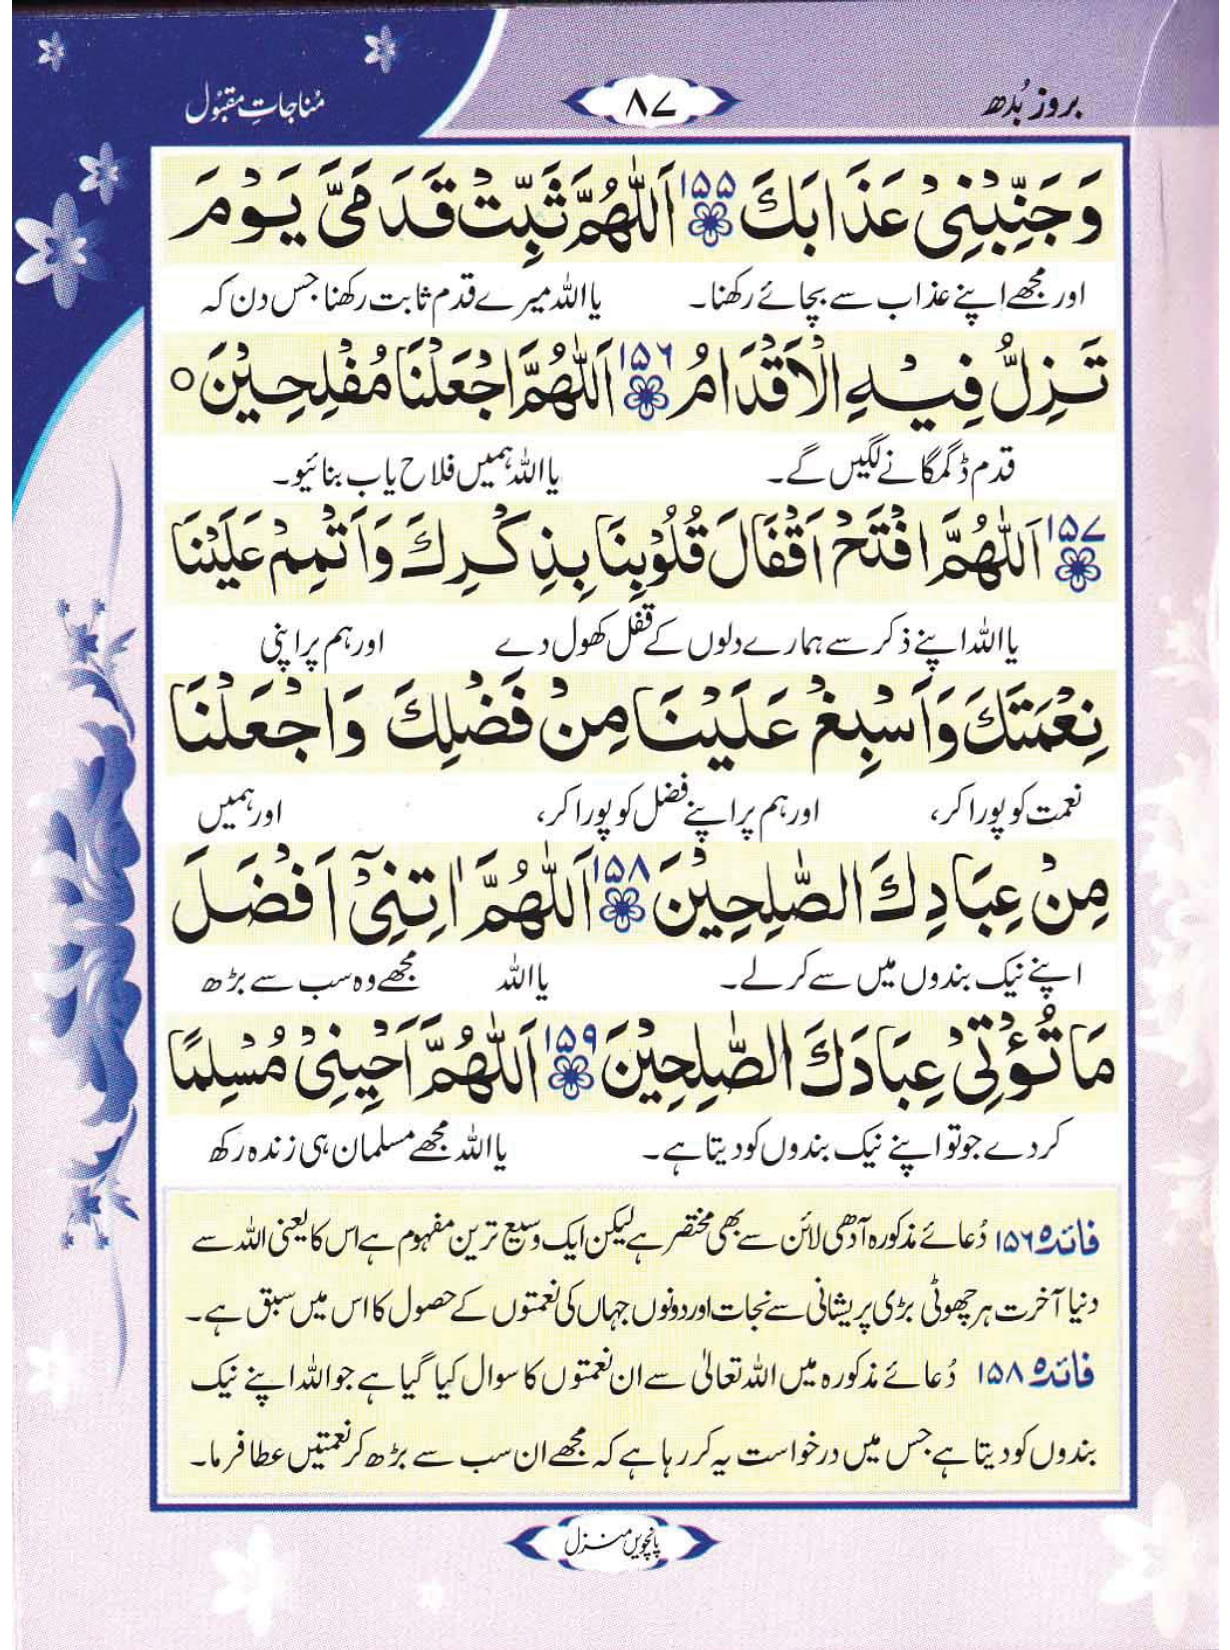 بروز بُدھ
۸۷
مُناجاتِ مقبُول
وَجَنِّبْنِیْ عَذَابَكَ ۱۵۵ اَللّٰهُمَّ ثَبِّتْ قَدَمَیَّ یَوْمَ
اور مجھے اپنے عذاب سے بچائے رکھنا۔ یا اللہ میرے قدم ثابت رکھنا جس دن کہ
تَزِلُّ فِیْهِ الْاَقْدَامُ ۱۵۶ اَللّٰهُمَّ اجْعَلْنَا مُفْلِحِیْنَ ○
قدم ڈگمگانے لگیں گے۔ یا اللہ ہمیں فلاح یاب بنائیو۔
۱۵۷ اَللّٰهُمَّ افْتَحْ اَقْفَالَ قُلُوْبِنَا بِذِكْرِكَ وَاَتْمِمْ عَلَیْنَا
یا اللہ اپنے ذکر سے ہمارے دلوں کے قفل کھول دے اور ہم پر اپنی
نِعْمَتَكَ وَاَسْبِغْ عَلَیْنَا مِنْ فَضْلِكَ وَاجْعَلْنَا
نعمت کو پورا کر، اور ہم پر اپنے فضل کو پورا کر، اور ہمیں
مِنْ عِبَادِكَ الصّٰلِحِیْنَ ۱۵۸ اَللّٰهُمَّ اٰتِنِیْٓ اَفْضَلَ
اپنے نیک بندوں میں سے کر لے۔ یا اللہ مجھے وہ سب سے بڑھ
مَا تُؤْتِیْ عِبَادَكَ الصّٰلِحِیْنَ ۱۵۹ اَللّٰهُمَّ اَحْیِنِیْ مُسْلِمًا
کر دے جو تو اپنے نیک بندوں کو دیتا ہے۔ یا اللہ مجھے مسلمان ہی زندہ رکھ
فائدہ ۱۵۶ دُعائے مذکورہ آدھی لائن سے بھی مختصر ہے لیکن ایک وسیع ترین مفہوم ہے اس کا یعنی اللہ سے
دنیا آخرت ہر چھوٹی بڑی پریشانی سے نجات اور دونوں جہاں کی نعمتوں کے حصول کا اس میں سبق ہے۔
فائدہ ۱۵۸ دُعائے مذکورہ میں اللہ تعالیٰ سے ان نعمتوں کا سوال کیا گیا ہے جو اللہ اپنے نیک
بندوں کو دیتا ہے جس میں درخواست یہ کر رہا ہے کہ مجھے ان سب سے بڑھ کر نعمتیں عطا فرما۔
پانچویں منزل